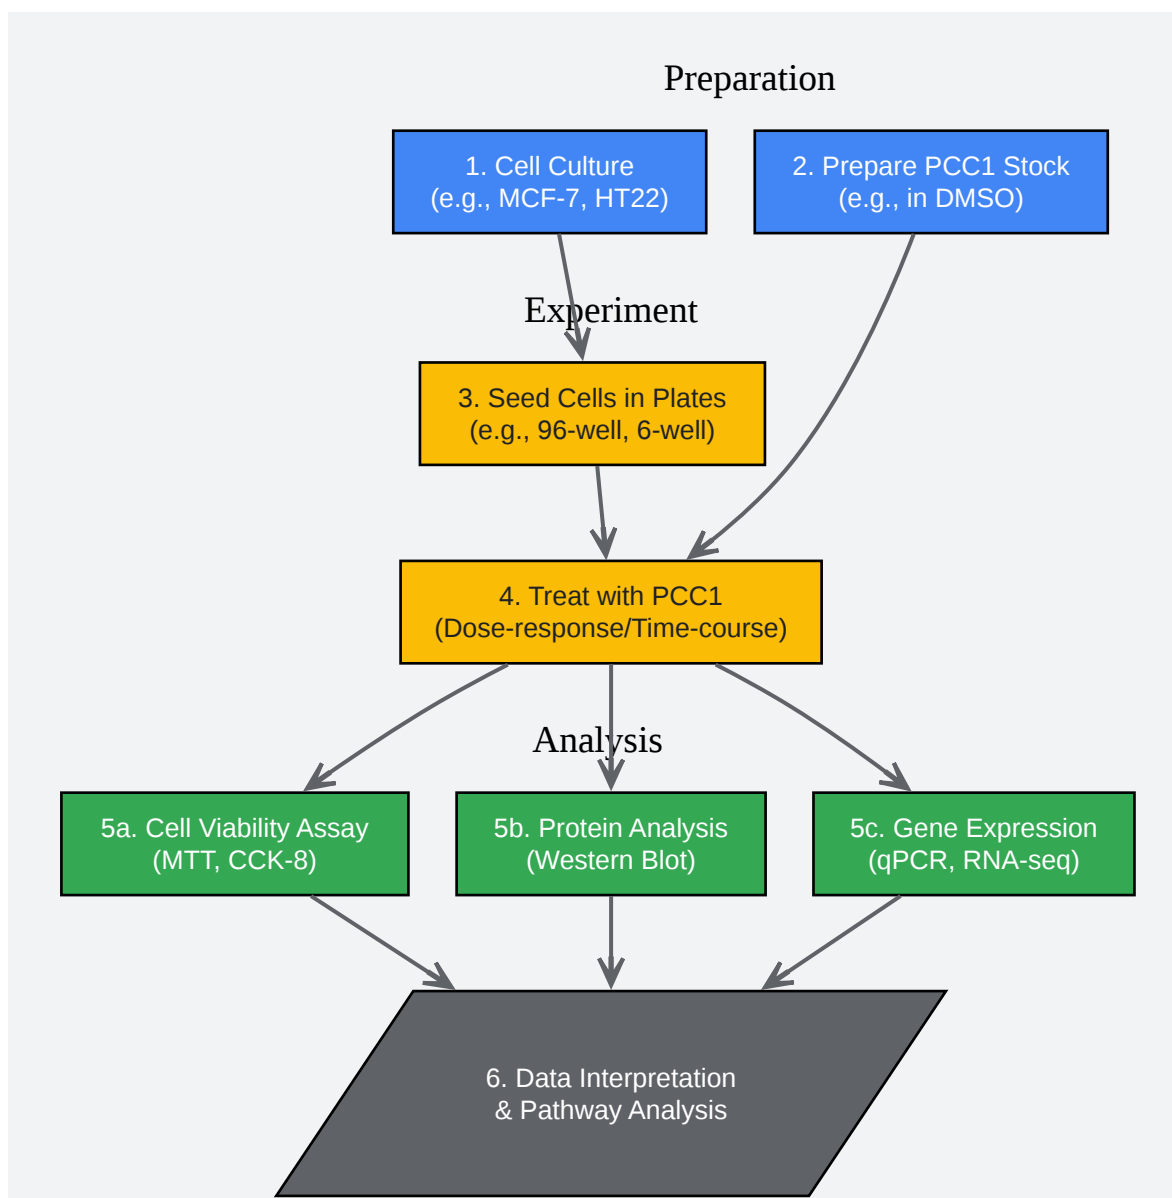 Preparation
1. Cell Culture
(e.g., MCF-7, HT22)
2. Prepare PCC1 Stock
(e.g., in DMSO)
Experiment
3. Seed Cells in Plates
(e.g., 96-well, 6-well)
4. Treat with PCC1
(Dose-response/Time-course)
Analysis
5a. Cell Viability Assay
(MTT, CCK-8)
5b. Protein Analysis
(Western Blot)
5c. Gene Expression
(qPCR, RNA-seq)
6. Data Interpretation
& Pathway Analysis